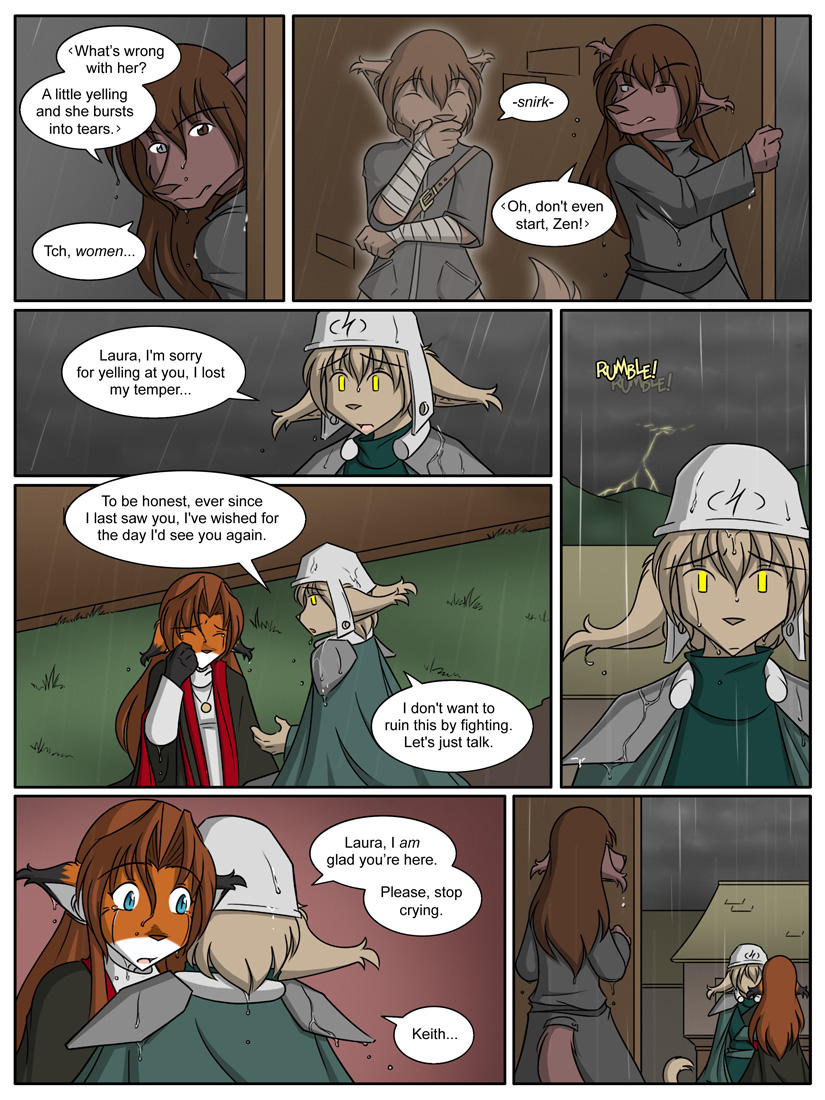 ‹What's wrong
with her?
A little yelling
and she bursts
into tears.›
Tch, women...
-snirk-
‹Oh, don't even
start, Zen!›
Laura, I'm sorry
for yelling at you, I lost
my temper...
To be honest, ever since
I last saw you, I've wished for
the day I'd see you again.
I don't want to
ruin this by fighting.
Let's just talk.
RUMBLE!
RUMBLE!
Laura, I am
glad you're here.
Please, stop
crying.
Keith...